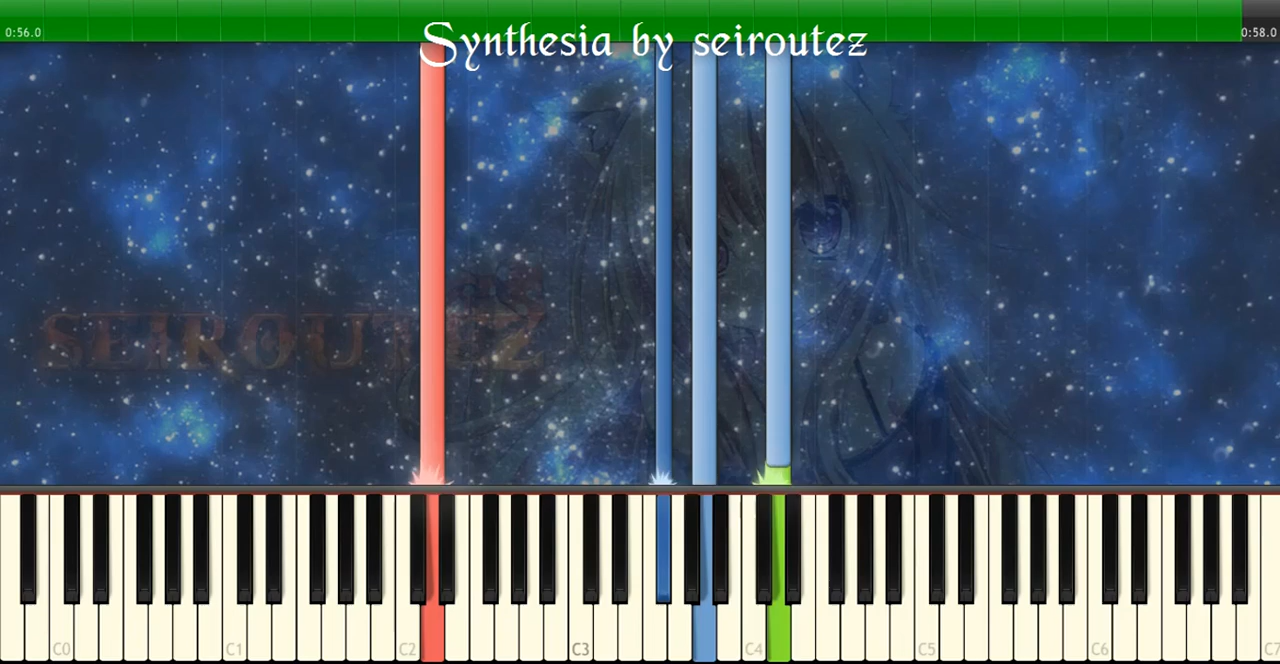 Synthesia by seiroutez
0:56.0
0:58.0
SEIROUTEZ
C0 C1 C2 C3 C4 C5 C6 C7